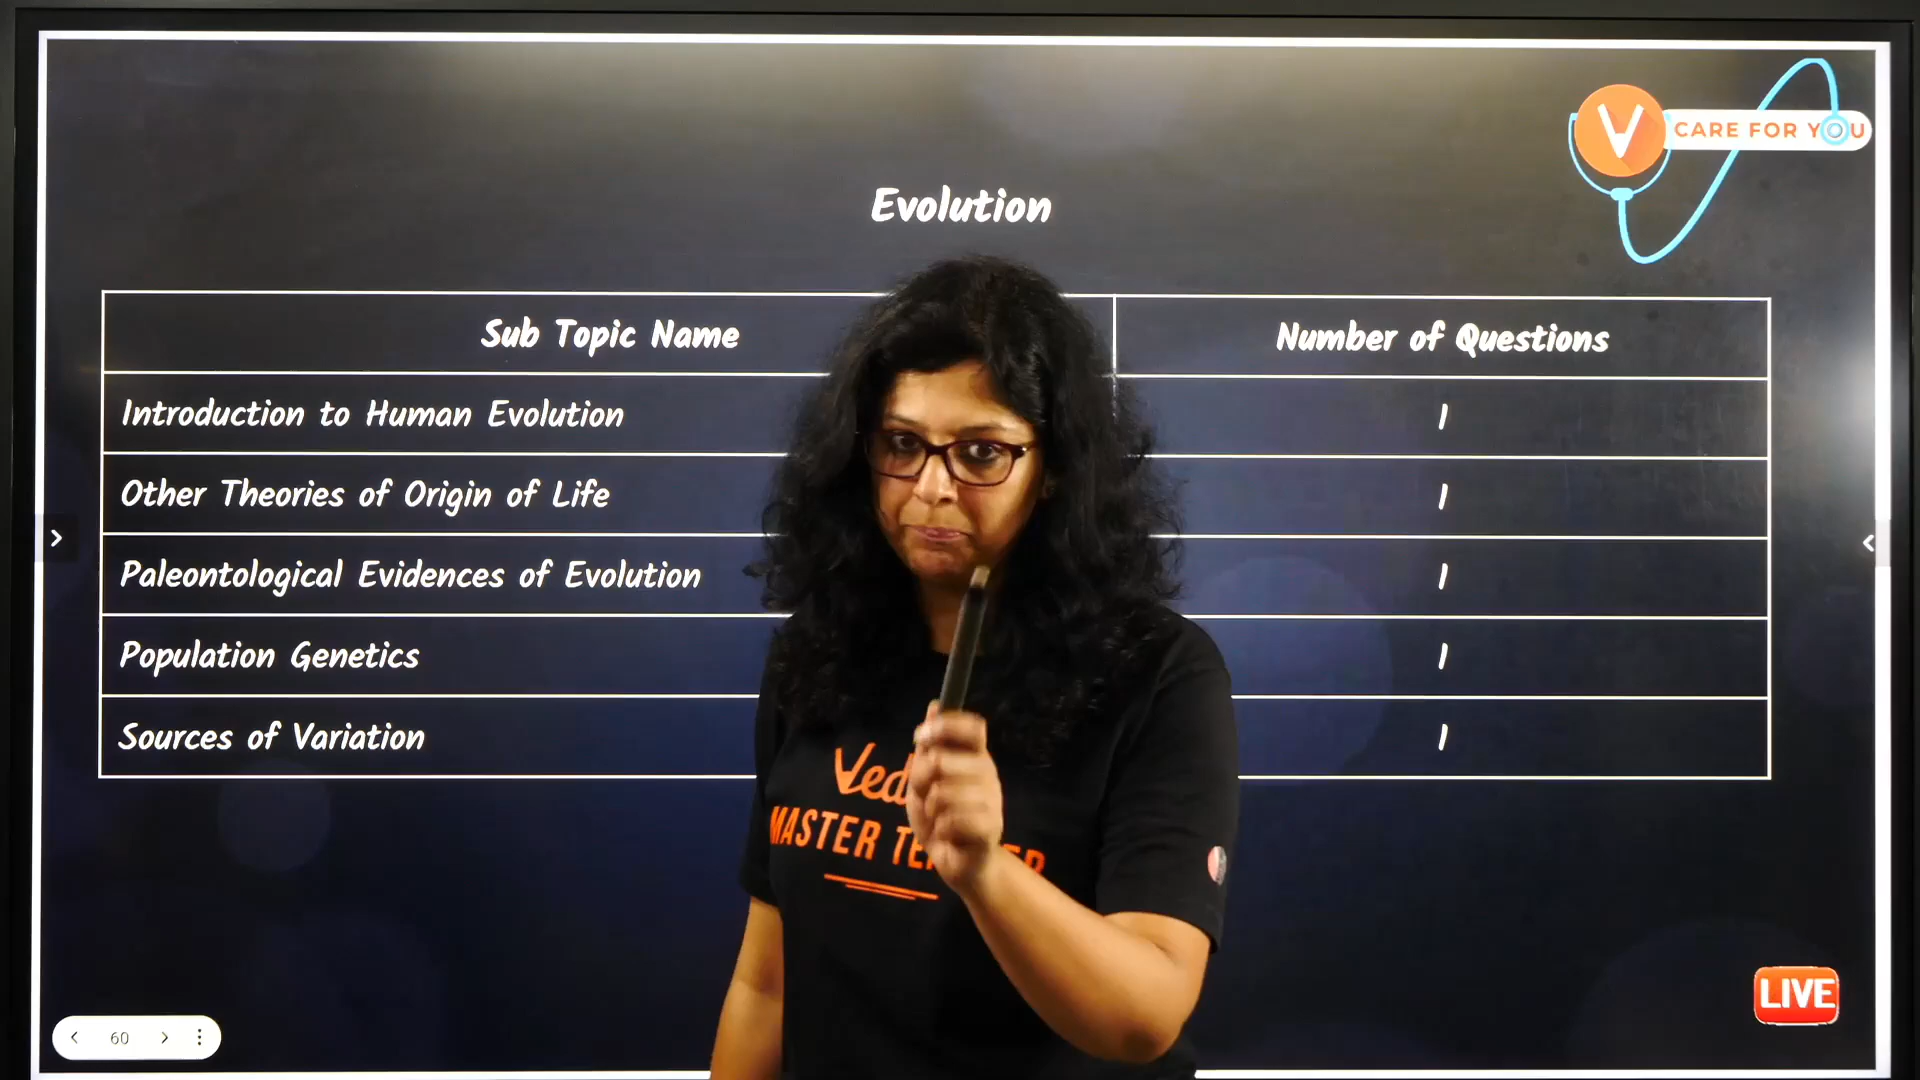 CARE FOR YOU
Evolution
Sub Topic Name Number of Questions
Introduction to Human Evolution 1
Other Theories of Origin of Life 1
Paleontological Evidences of Evolution 1
Population Genetics 1
Sources of Variation 1
MASTER
LIVE
60